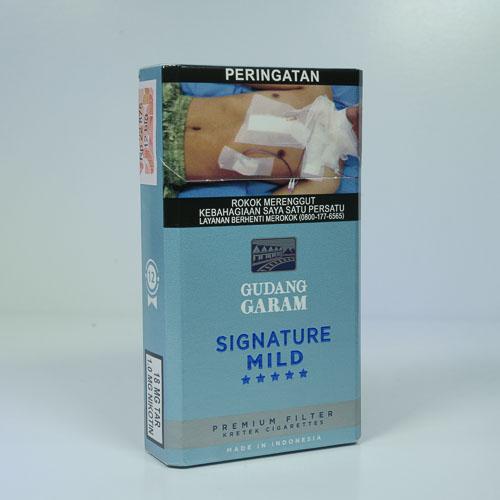 PERINGATAN
ROKOK MERENGGUT
KEBAHAGIAAN SAYA SATU PERSATU
LAYANAN BERHENTI MEROKOK (0800-177-6565)
GUDANG
GARAM
SIGNATURE
MILD
PREMIUM FILTER
KRETEK CIGARETTES
MADE IN INDONESIA
18 MG TAR
1.0 MG NIKOTIN